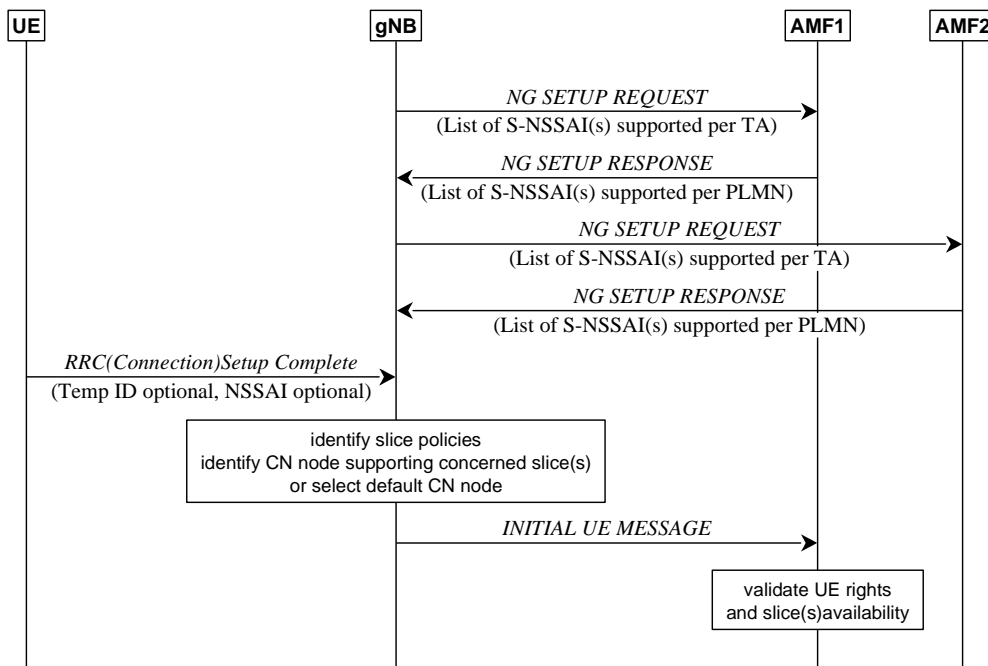 UE
gNB
AMF1
AMF2
NG SETUP REQUEST
(List of S-NSSAI(s) supported per TA)
NG SETUP RESPONSE
(List of S-NSSAI(s) supported per PLMN)
NG SETUP REQUEST
(List of S-NSSAI(s) supported per TA)
NG SETUP RESPONSE
(List of S-NSSAI(s) supported per PLMN)
RRC(Connection)Setup Complete
(Temp ID optional, NSSAI optional)
identify slice policies
identify CN node supporting concerned slice(s)
or select default CN node
INITIAL UE MESSAGE
validate UE rights
and slice(s)availability